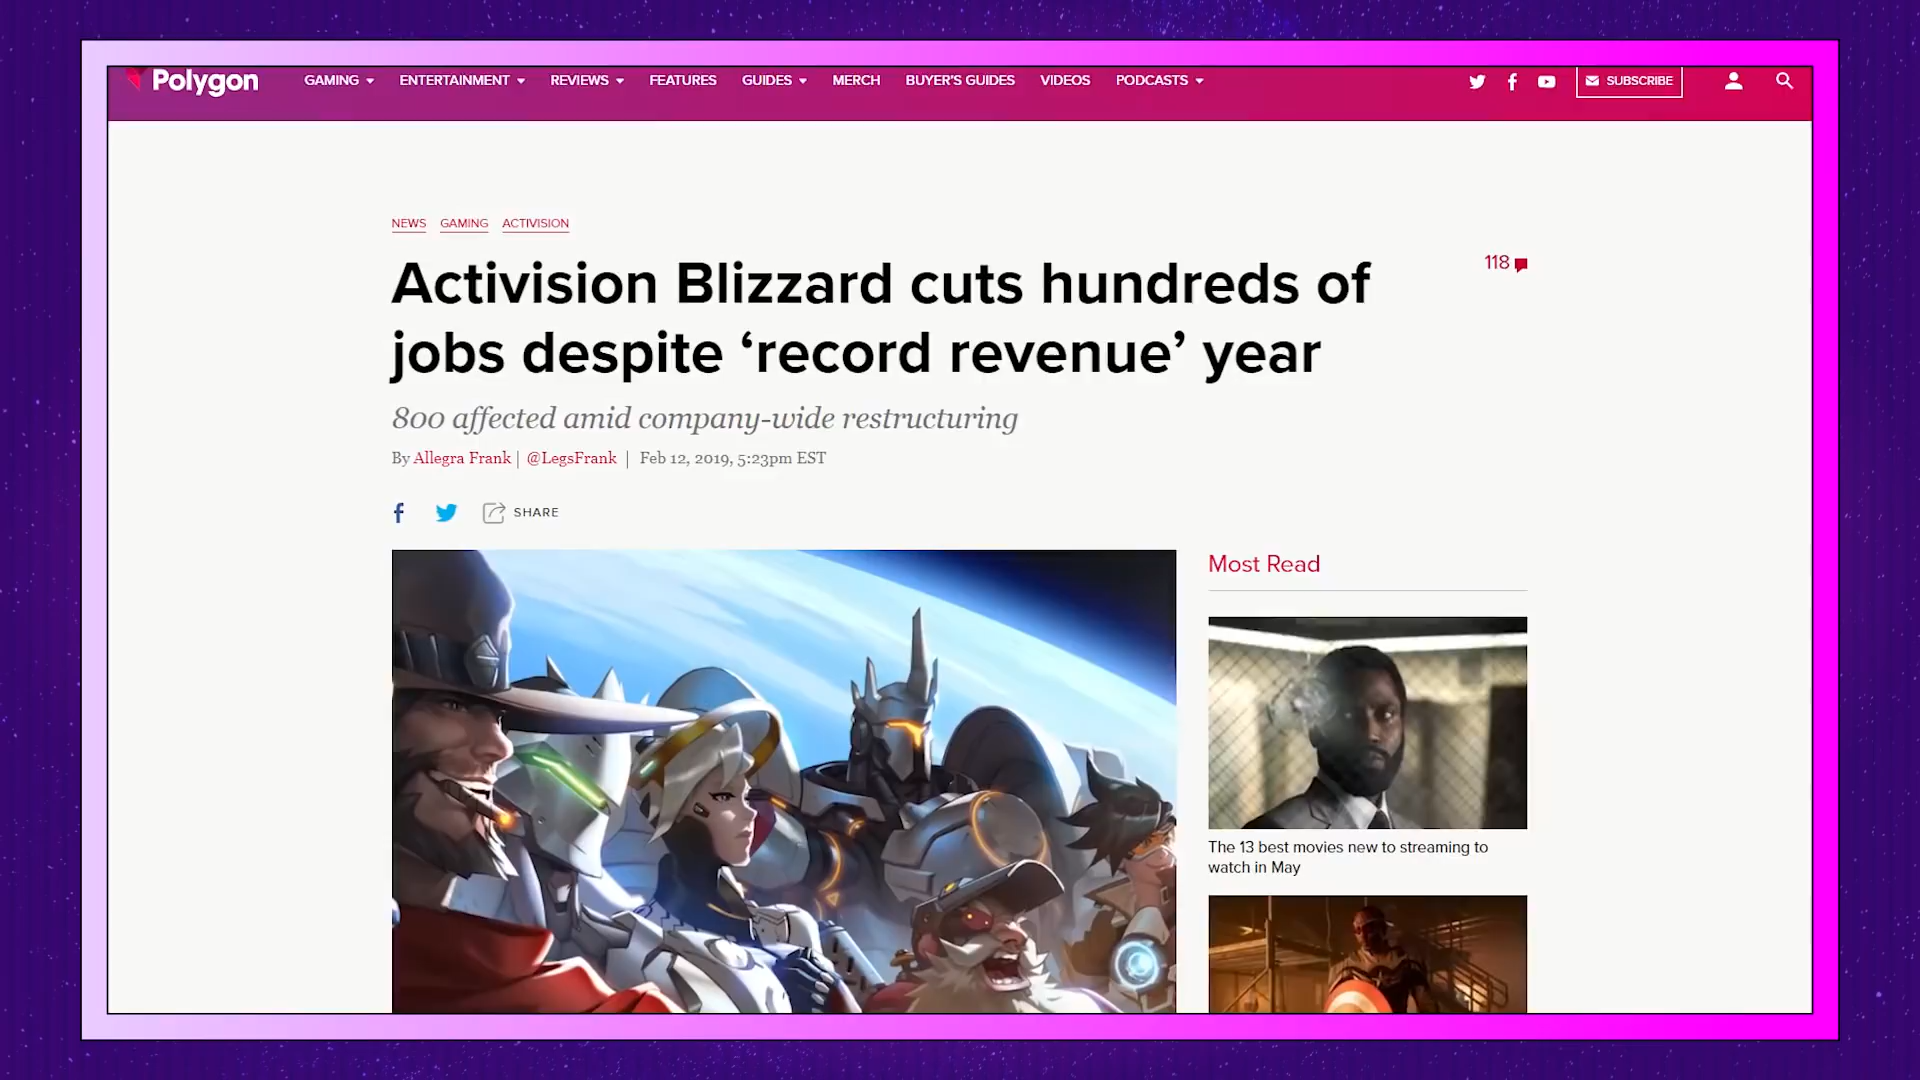 Polygon
GAMING
ENTERTAINMENT
REVIEWS
FEATURES
GUIDES
MERCH
BUYER'S GUIDES
VIDEOS
PODCASTS
SUBSCRIBE
NEWS
GAMING
ACTIVISION
Activision Blizzard cuts hundreds of
jobs despite ‘record revenue’ year
118
800 affected amid company-wide restructuring
By Allegra Frank | @LegsFrank | Feb 12, 2019, 5:23pm EST
SHARE
Most Read
The 13 best movies new to streaming to
watch in May